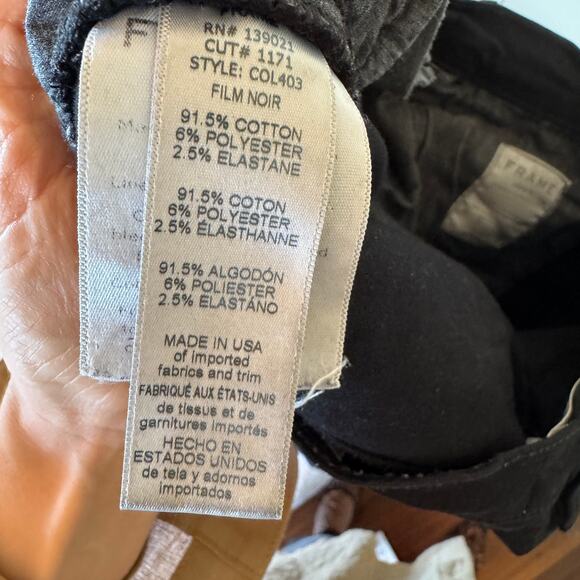 RN# 139021
CUT# 1171
STYLE: COL403
FILM NOIR
91.5% COTTON
6% POLYESTER
2.5% ELASTANE
91.5% COTON
6% POLYESTER
2.5% ÉLASTHANNE
91.5% ALGODÓN
6% POLIESTER
2.5% ELASTANO
MADE IN USA
of imported
fabrics and trim
FABRIQUÉ AUX ÉTATS-UNIS
de tissus et de
garnitures importés
HECHO EN
ESTADOS UNIDOS
de tela y adornos
importados
FRAME